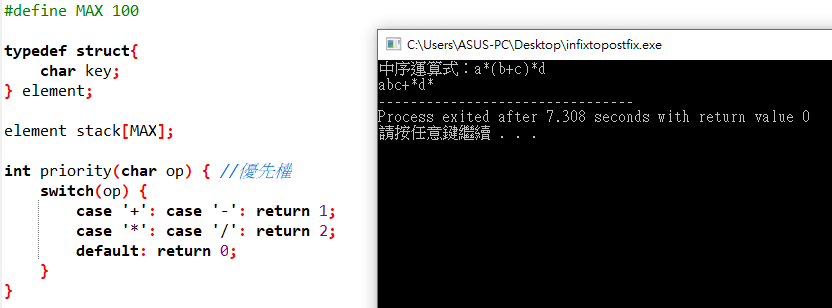 #define MAX 100
typedef struct{
char key;
} element;
element stack[MAX];
int priority(char op) { //優先權
switch(op) {
case '+': case '-': return 1;
case '*': case '/': return 2;
default: return 0;
}
}
C:\Users\ASUS-PC\Desktop\infixtopostfix.exe
中序運算式：a*(b+c)*d
abc+*d*
--------------------------------
Process exited after 7.308 seconds with return value 0
請按任意鍵繼續 . . .